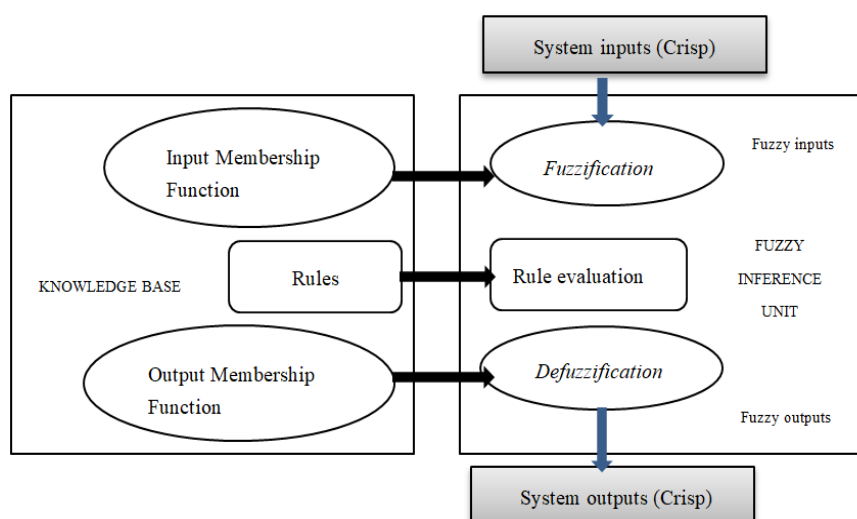 System inputs (Crisp)
Input Membership
Function
Fuzzification
Fuzzy inputs
KNOWLEDGE BASE
Rules
Rule evaluation
FUZZY
INFERENCE
UNIT
Output Membership
Function
Defuzzification
Fuzzy outputs
System outputs (Crisp)